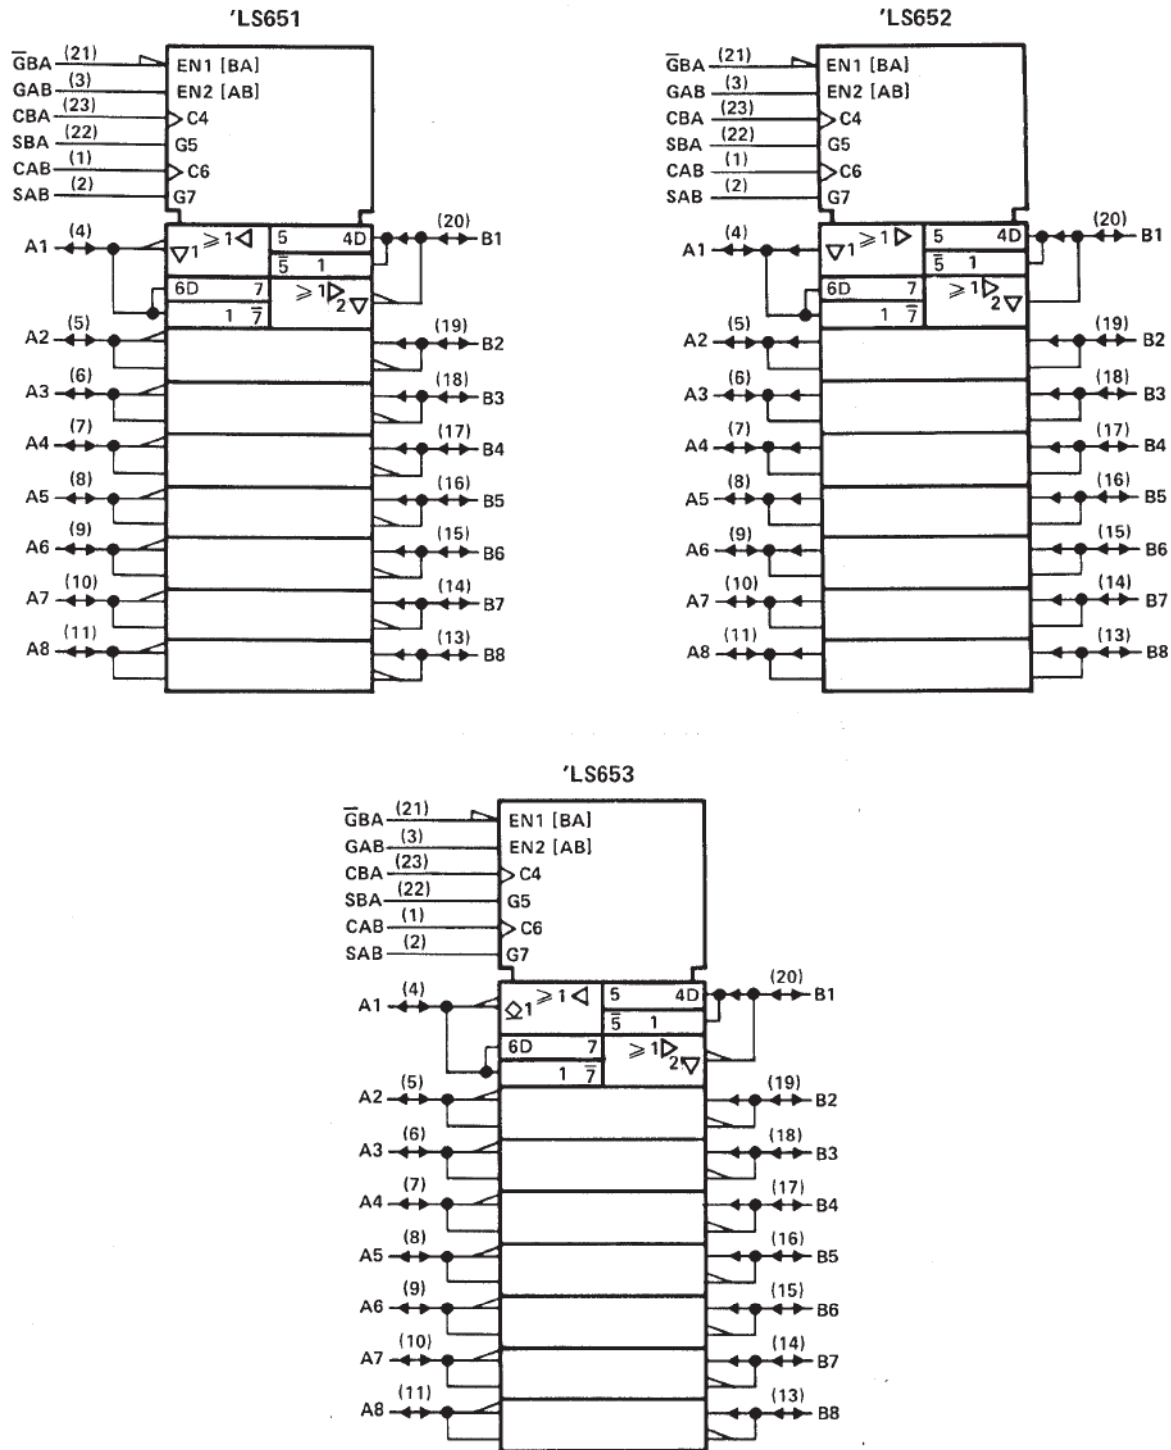 'LS651
G̅BA (21) EN1 [BA]
GAB (3) EN2 [AB]
CBA (23) C4
SBA (22) G5
CAB (1) C6
SAB (2) G7
A1 (4) ▽1 ≥1◁ 5 4D (20) B1
5̅ 1
6D 7 ≥1▷ 2▽
1 7̅
A2 (5) (19) B2
A3 (6) (18) B3
A4 (7) (17) B4
A5 (8) (16) B5
A6 (9) (15) B6
A7 (10) (14) B7
A8 (11) (13) B8
'LS652
G̅BA (21) EN1 [BA]
GAB (3) EN2 [AB]
CBA (23) C4
SBA (22) G5
CAB (1) C6
SAB (2) G7
A1 (4) ▽1 ≥1▷ 5 4D (20) B1
5̅ 1
6D 7 ≥1▷ 2▽
1 7̅
A2 (5) (19) B2
A3 (6) (18) B3
A4 (7) (17) B4
A5 (8) (16) B5
A6 (9) (15) B6
A7 (10) (14) B7
A8 (11) (13) B8
'LS653
G̅BA (21) EN1 [BA]
GAB (3) EN2 [AB]
CBA (23) C4
SBA (22) G5
CAB (1) C6
SAB (2) G7
A1 (4) ◇1 ≥1◁ 5 4D (20) B1
5̅ 1
6D 7 ≥1▷ 2▽
1 7̅
A2 (5) (19) B2
A3 (6) (18) B3
A4 (7) (17) B4
A5 (8) (16) B5
A6 (9) (15) B6
A7 (10) (14) B7
A8 (11) (13) B8